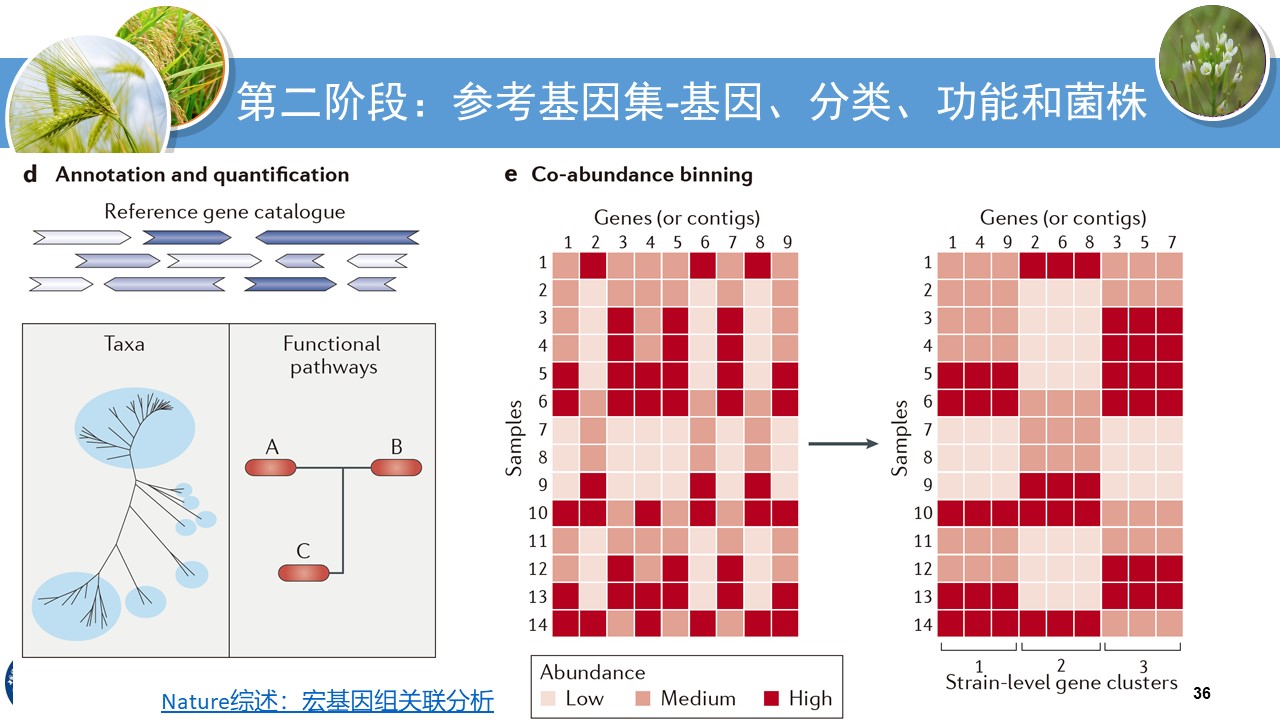 第二阶段：参考基因集-基因、分类、功能和菌株
d Annotation and quantification
Reference gene catalogue
Taxa
Functional
pathways
A
B
C
e Co-abundance binning
Genes (or contigs)
1 2 3 4 5 6 7 8 9
Samples
1
2
3
4
5
6
7
8
9
10
11
12
13
14
Genes (or contigs)
1 4 9 2 6 8 3 5 7
Samples
1
2
3
4
5
6
7
8
9
10
11
12
13
14
1 2 3
Strain-level gene clusters
Abundance
Low Medium High
Nature综述：宏基因组关联分析
36